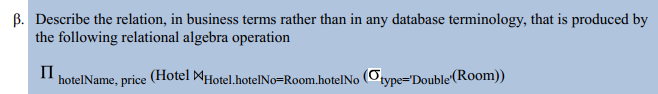 β. Describe the relation, in business terms rather than in any database terminology, that is produced by
the following relational algebra operation
Π hotelName, price (Hotel ⋈Hotel.hotelNo=Room.hotelNo (σtype='Double'(Room))